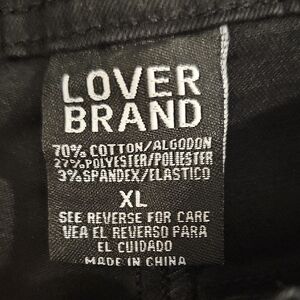 LOVER
BRAND
70% COTTON/ALGODON
27% POLYESTER/POLIESTER
3% SPANDEX/ELASTICO
XL
SEE REVERSE FOR CARE
VEA EL REVERSO PARA
EL CUIDADO
MADE IN CHINA